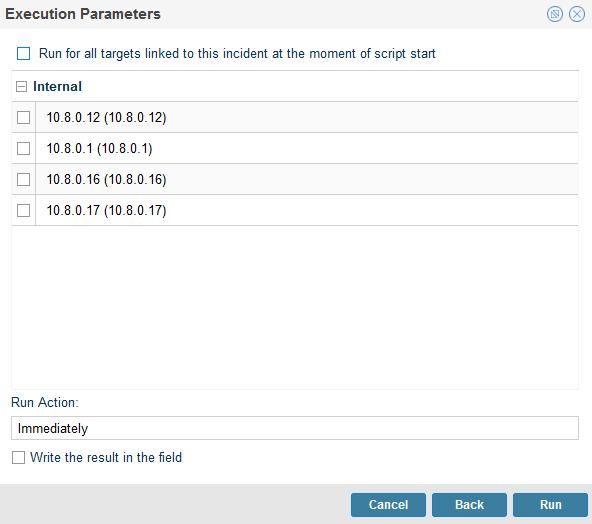 Execution Parameters
Run for all targets linked to this incident at the moment of script start
Internal
10.8.0.12 (10.8.0.12)
10.8.0.1 (10.8.0.1)
10.8.0.16 (10.8.0.16)
10.8.0.17 (10.8.0.17)
Run Action:
Immediately
Write the result in the field
Cancel Back Run